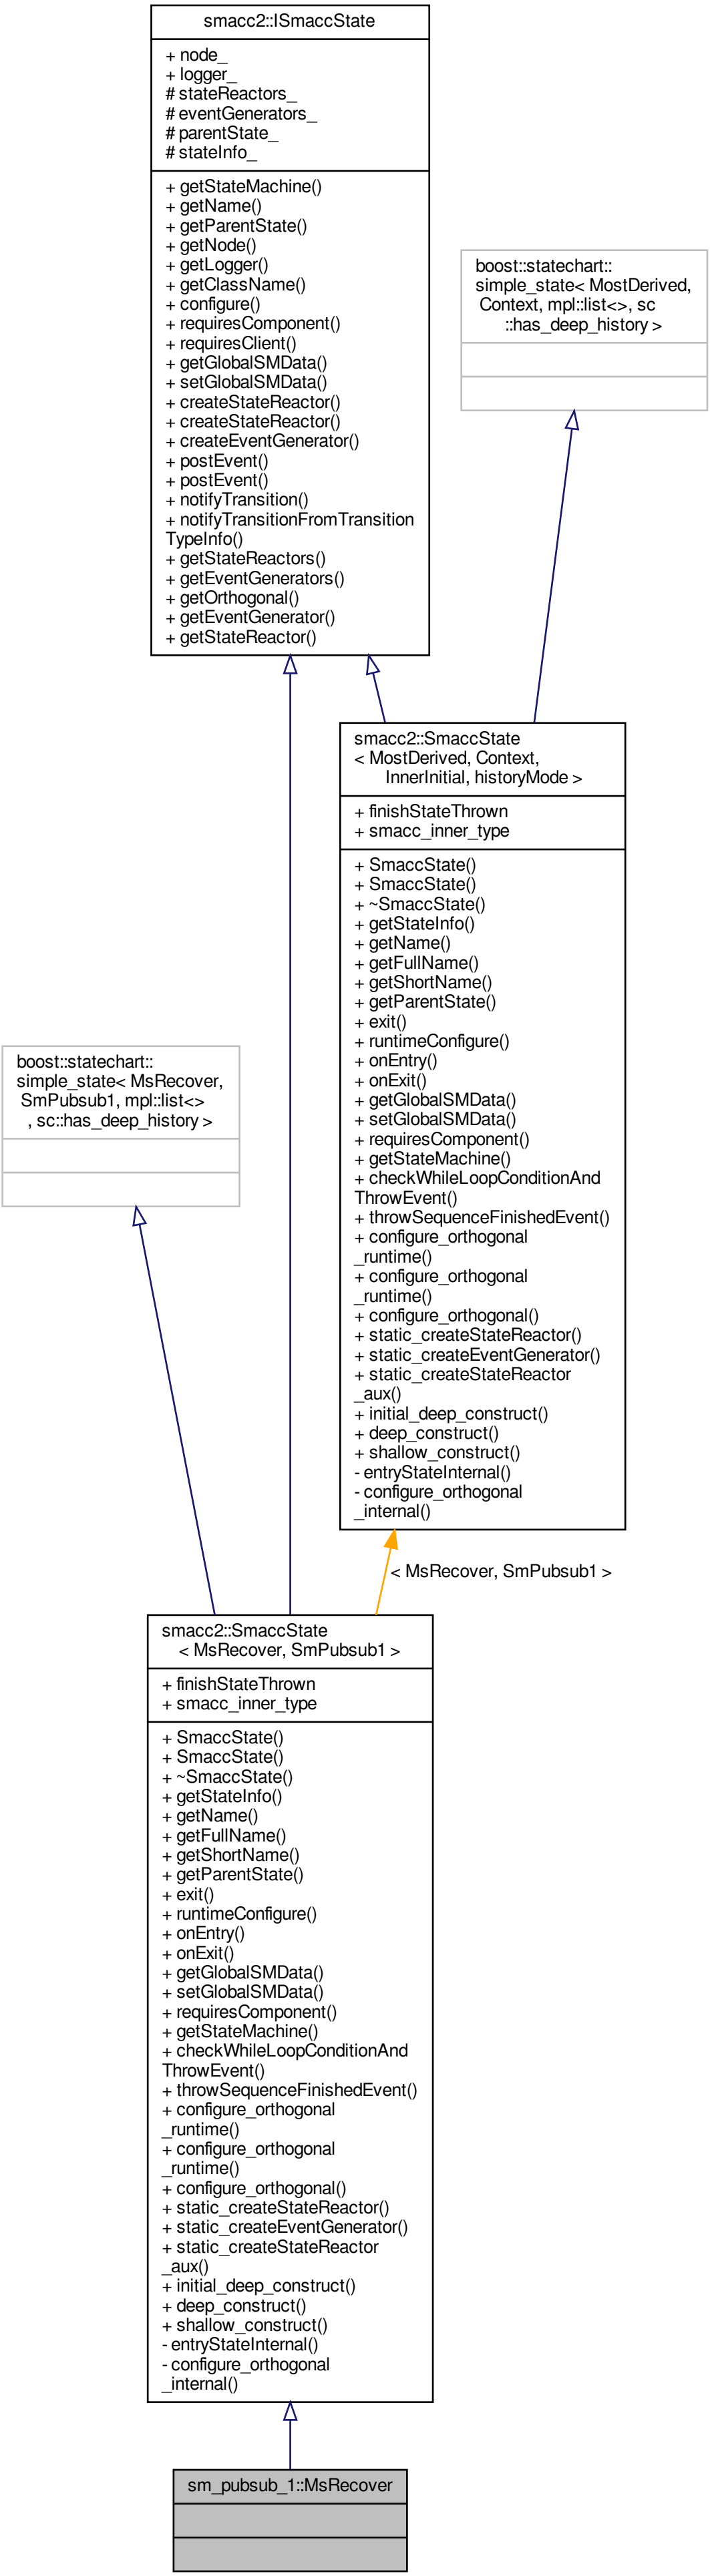 smacc2::ISmaccState
+ node_
+ logger_
# stateReactors_
# eventGenerators_
# parentState_
# stateInfo_
+ getStateMachine()
+ getName()
+ getParentState()
+ getNode()
+ getLogger()
+ getClassName()
+ configure()
+ requiresComponent()
+ requiresClient()
+ getGlobalSMData()
+ setGlobalSMData()
+ createStateReactor()
+ createStateReactor()
+ createEventGenerator()
+ postEvent()
+ postEvent()
+ notifyTransition()
+ notifyTransitionFromTransition
TypeInfo()
+ getStateReactors()
+ getEventGenerators()
+ getOrthogonal()
+ getEventGenerator()
+ getStateReactor()
boost::statechart::
simple_state< MostDerived,
Context, mpl::list<>, sc
::has_deep_history >
smacc2::SmaccState
< MostDerived, Context,
InnerInitial, historyMode >
+ finishStateThrown
+ smacc_inner_type
+ SmaccState()
+ SmaccState()
+ ~SmaccState()
+ getStateInfo()
+ getName()
+ getFullName()
+ getShortName()
+ getParentState()
+ exit()
+ runtimeConfigure()
+ onEntry()
+ onExit()
+ getGlobalSMData()
+ setGlobalSMData()
+ requiresComponent()
+ getStateMachine()
+ checkWhileLoopConditionAnd
ThrowEvent()
+ throwSequenceFinishedEvent()
+ configure_orthogonal
_runtime()
+ configure_orthogonal
_runtime()
+ configure_orthogonal()
+ static_createStateReactor()
+ static_createEventGenerator()
+ static_createStateReactor
_aux()
+ initial_deep_construct()
+ deep_construct()
+ shallow_construct()
- entryStateInternal()
- configure_orthogonal
_internal()
boost::statechart::
simple_state< MsRecover,
SmPubsub1, mpl::list<>
, sc::has_deep_history >
< MsRecover, SmPubsub1 >
smacc2::SmaccState
< MsRecover, SmPubsub1 >
+ finishStateThrown
+ smacc_inner_type
+ SmaccState()
+ SmaccState()
+ ~SmaccState()
+ getStateInfo()
+ getName()
+ getFullName()
+ getShortName()
+ getParentState()
+ exit()
+ runtimeConfigure()
+ onEntry()
+ onExit()
+ getGlobalSMData()
+ setGlobalSMData()
+ requiresComponent()
+ getStateMachine()
+ checkWhileLoopConditionAnd
ThrowEvent()
+ throwSequenceFinishedEvent()
+ configure_orthogonal
_runtime()
+ configure_orthogonal
_runtime()
+ configure_orthogonal()
+ static_createStateReactor()
+ static_createEventGenerator()
+ static_createStateReactor
_aux()
+ initial_deep_construct()
+ deep_construct()
+ shallow_construct()
- entryStateInternal()
- configure_orthogonal
_internal()
sm_pubsub_1::MsRecover